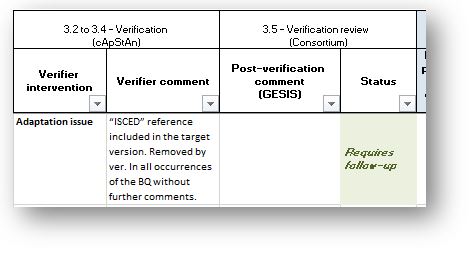 3.2 to 3.4 - Verification
(cApStAn)
3.5 - Verification review
(Consortium)
Verifier
intervention
Verifier comment
Post-verification
comment
(GESIS)
Status
Adaptation issue
“ISCED” reference
included in the target
version. Removed by
ver. In all occurrences
of the BQ without
further comments.
Requires
follow-up